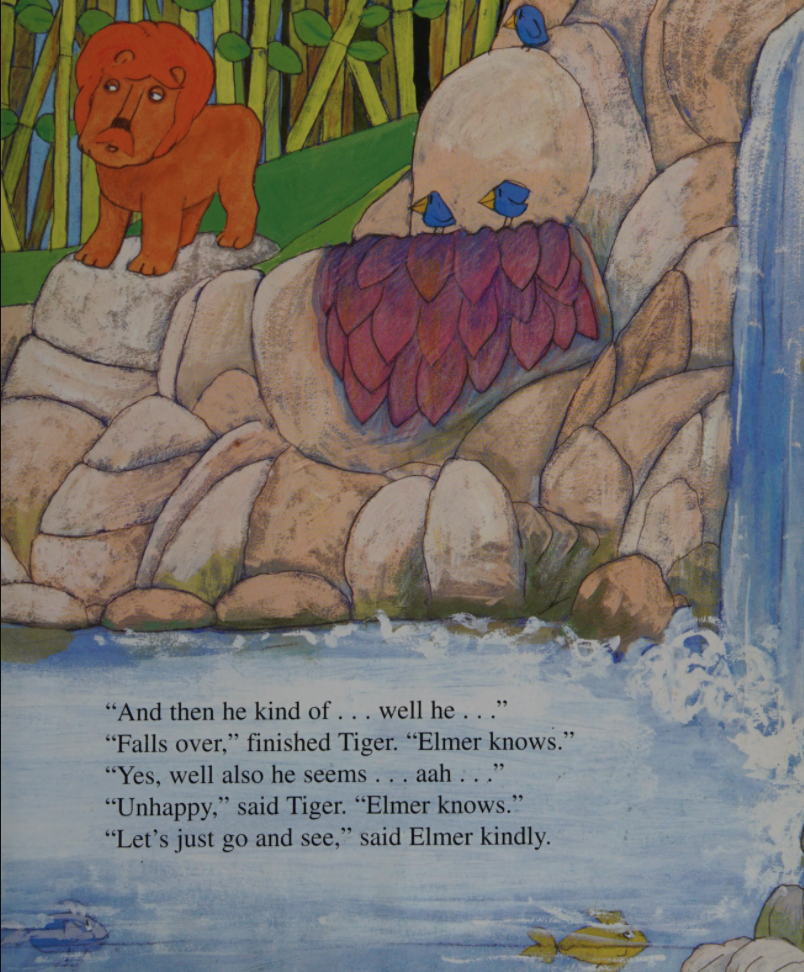 “And then he kind of . . . well he . . .”
“Falls over,” finished Tiger. “Elmer knows.”
“Yes, well also he seems . . . aah . . .”
“Unhappy,” said Tiger. “Elmer knows.”
“Let’s just go and see,” said Elmer kindly.